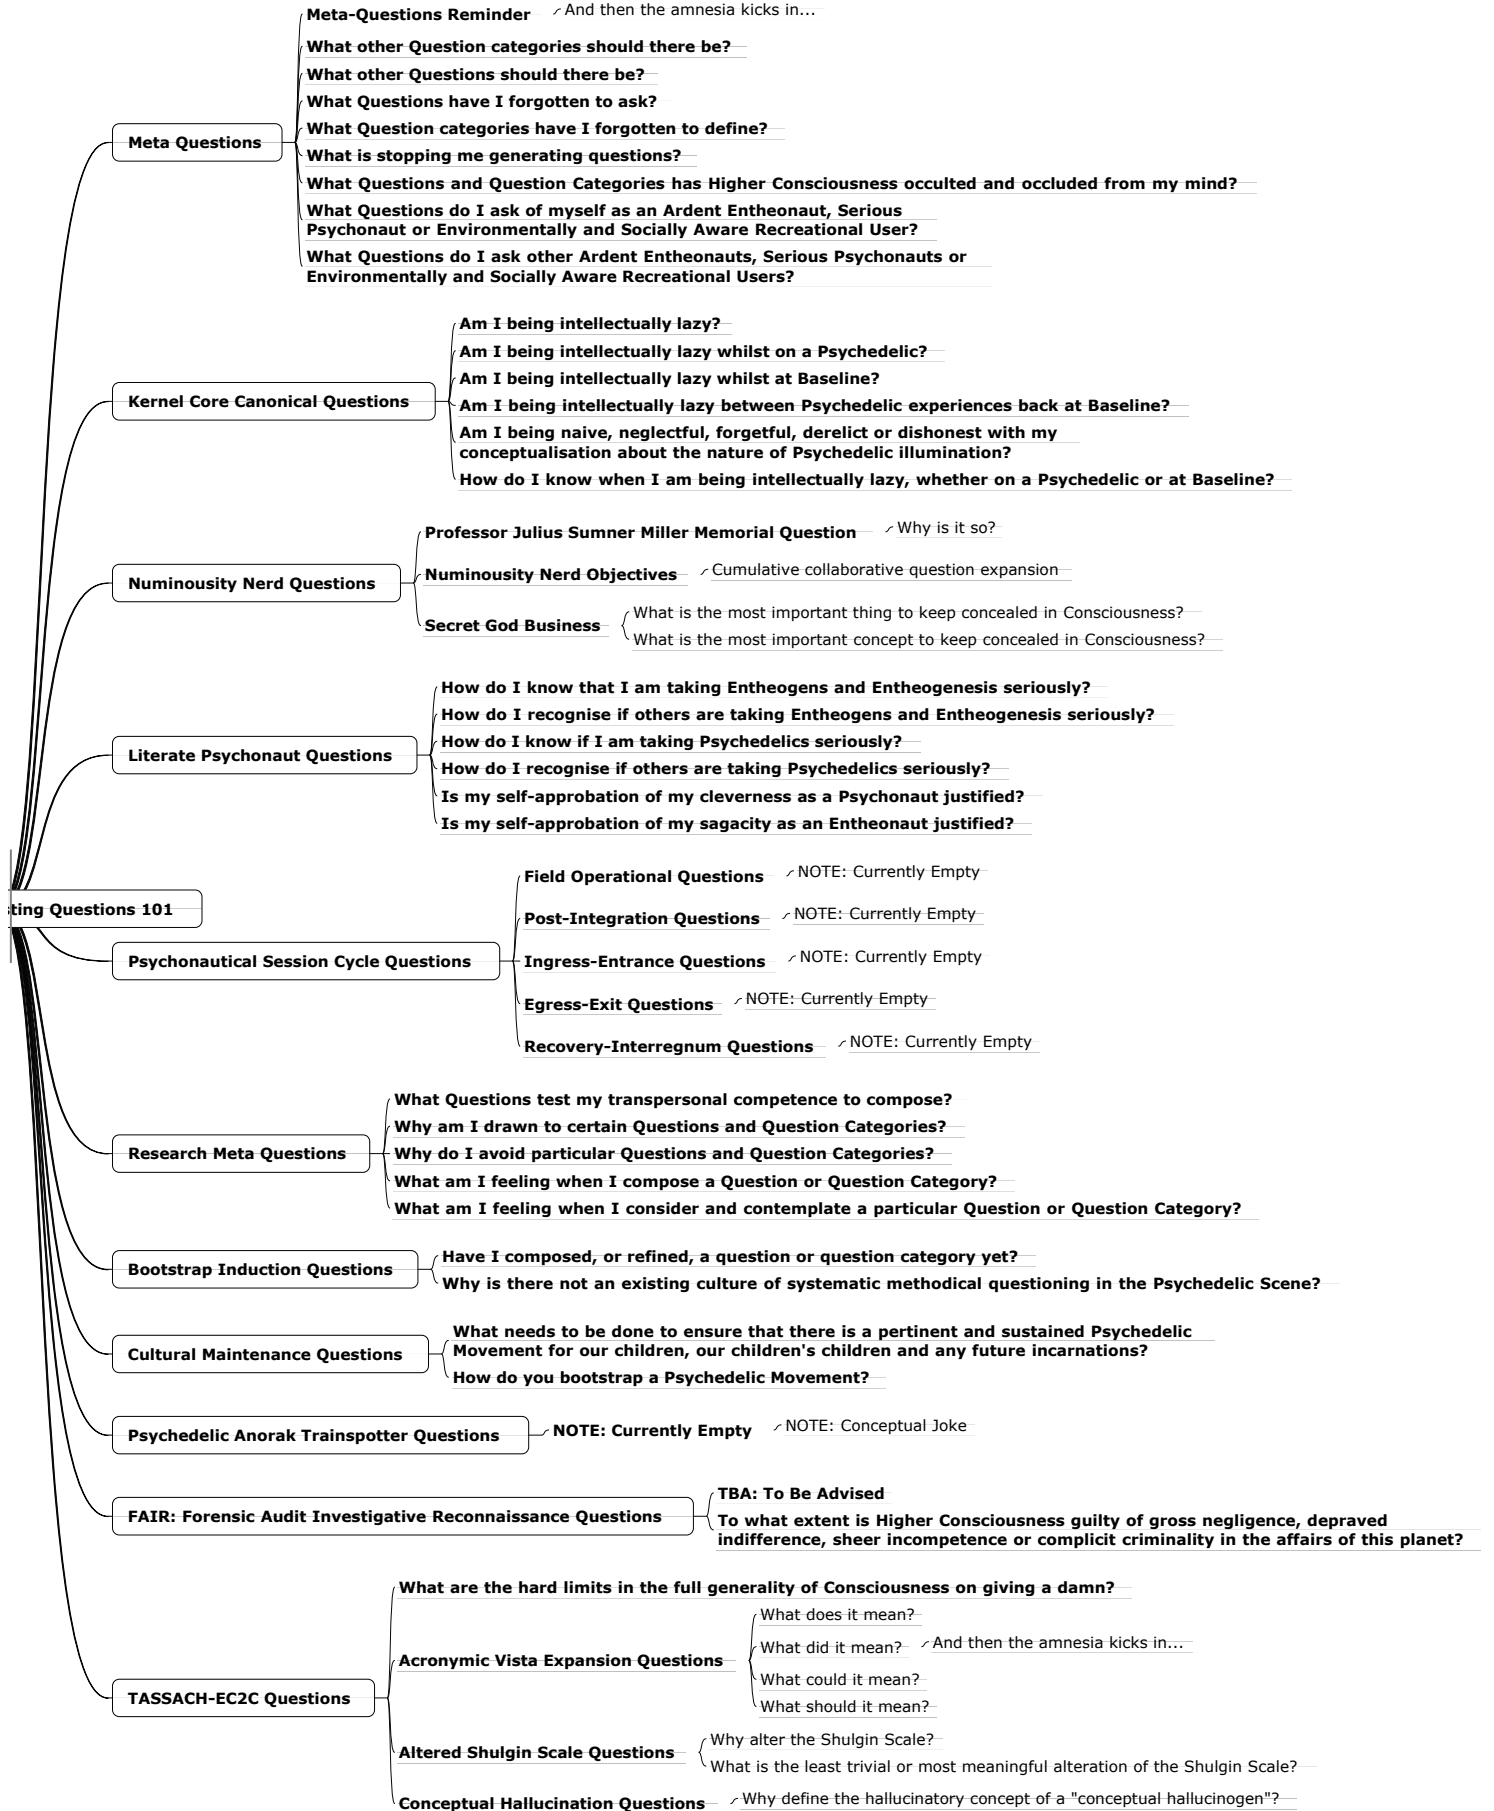 Meta-Questions Reminder
And then the amnesia kicks in...
What other Question categories should there be?
What other Questions should there be?
What Questions have I forgotten to ask?
What Question categories have I forgotten to define?
What is stopping me generating questions?
What Questions and Question Categories has Higher Consciousness occulted and occluded from my mind?
What Questions do I ask of myself as an Ardent Entheonaut, Serious
Psychonaut or Environmentally and Socially Aware Recreational User?
What Questions do I ask other Ardent Entheonauts, Serious Psychonauts or
Environmentally and Socially Aware Recreational Users?
Meta Questions
Am I being intellectually lazy?
Am I being intellectually lazy whilst on a Psychedelic?
Am I being intellectually lazy whilst at Baseline?
Am I being intellectually lazy between Psychedelic experiences back at Baseline?
Am I being naive, neglectful, forgetful, derelict or dishonest with my
conceptualisation about the nature of Psychedelic illumination?
How do I know when I am being intellectually lazy, whether on a Psychedelic or at Baseline?
Kernel Core Canonical Questions
Professor Julius Sumner Miller Memorial Question
Why is it so?
Numinousity Nerd Objectives
Cumulative collaborative question expansion
Secret God Business
What is the most important thing to keep concealed in Consciousness?
What is the most important concept to keep concealed in Consciousness?
Numinousity Nerd Questions
How do I know that I am taking Entheogens and Entheogenesis seriously?
How do I recognise if others are taking Entheogens and Entheogenesis seriously?
How do I know if I am taking Psychedelics seriously?
How do I recognise if others are taking Psychedelics seriously?
Is my self-approbation of my cleverness as a Psychonaut justified?
Is my self-approbation of my sagacity as an Entheonaut justified?
Literate Psychonaut Questions
sting Questions 101
Field Operational Questions
NOTE: Currently Empty
Post-Integration Questions
NOTE: Currently Empty
Ingress-Entrance Questions
NOTE: Currently Empty
Egress-Exit Questions
NOTE: Currently Empty
Recovery-Interregnum Questions
NOTE: Currently Empty
Psychonautical Session Cycle Questions
What Questions test my transpersonal competence to compose?
Why am I drawn to certain Questions and Question Categories?
Why do I avoid particular Questions and Question Categories?
What am I feeling when I compose a Question or Question Category?
What am I feeling when I consider and contemplate a particular Question or Question Category?
Research Meta Questions
Have I composed, or refined, a question or question category yet?
Why is there not an existing culture of systematic methodical questioning in the Psychedelic Scene?
Bootstrap Induction Questions
What needs to be done to ensure that there is a pertinent and sustained Psychedelic
Movement for our children, our children's children and any future incarnations?
How do you bootstrap a Psychedelic Movement?
Cultural Maintenance Questions
Psychedelic Anorak Trainspotter Questions
NOTE: Currently Empty
NOTE: Conceptual Joke
TBA: To Be Advised
To what extent is Higher Consciousness guilty of gross negligence, depraved
indifference, sheer incompetence or complicit criminality in the affairs of this planet?
FAIR: Forensic Audit Investigative Reconnaissance Questions
What are the hard limits in the full generality of Consciousness on giving a damn?
Acronymic Vista Expansion Questions
What does it mean?
What did it mean?
And then the amnesia kicks in...
What could it mean?
What should it mean?
TASSACH-EC2C Questions
Altered Shulgin Scale Questions
Why alter the Shulgin Scale?
What is the least trivial or most meaningful alteration of the Shulgin Scale?
Conceptual Hallucination Questions
Why define the hallucinatory concept of a "conceptual hallucinogen"?